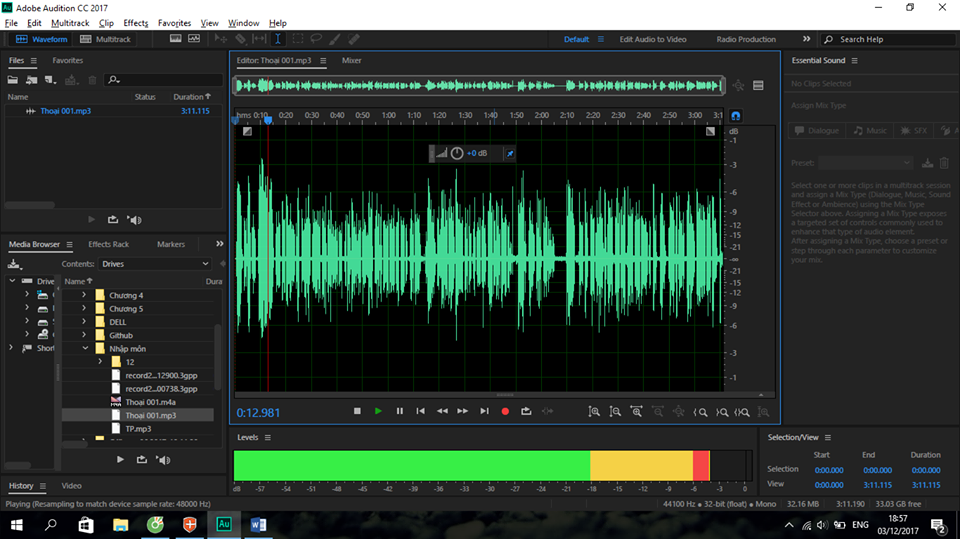 Adobe Audition CC 2017
File Edit Multitrack Clip Effects Favorites View Window Help
Waveform Multitrack Default Edit Audio to Video Radio Production Search Help
Files Favorites
Name Status Duration
Thoại 001.mp3 3:11.115
Editor: Thoại 001.mp3 Mixer
hms 0:10 0:20 0:30 0:40 0:50 1:00 1:10 1:20 1:30 1:40 1:50 2:00 2:10 2:20 2:30 2:40 2:50 3:00 3:1
+0 dB
dB
-1
-3
-6
-9
-12
-15
-21
-∞
-21
-15
-12
-9
-6
-3
-1
Essential Sound
No Clips Selected
Assign Mix Type
Dialogue Music SFX A
Preset:
Select one or more clips in a multitrack
session and assign a Mix Type (Dialogue, Music, Sound
Effect or Ambience) using the Mix Type
Selector above. Assigning a Mix Type exposes
a targeted set of controls commonly used to
enhance that type of audio element.
After assigning a Mix Type, choose a preset or
step through each parameter to customize
your mix.
Media Browser Effects Rack Markers
Contents: Drives
Drive
Short
Name Dura
Chương 4
Chương 5
DELL
Github
Nhập môn
12
record2...12900.3gpp
record2...00738.3gpp
Thoại 001.m4a
Thoại 001.mp3
TP.mp3
0:12.981
Levels
dB -57 -54 -51 -48 -45 -42 -39 -36 -33 -30 -27 -24 -21 -18 -15 -12 -9 -6 -3 0
Selection/View
Start End Duration
Selection 0:00.000 0:00.000 0:00.000
View 0:00.000 3:11.115 3:11.115
History Video
Playing (Resampling to match device sample rate: 48000 Hz)
44100 Hz • 32-bit (float) • Mono 32.16 MB 3:11,190 33.03 GB free
Au W ENG 18:57
03/12/2017 2